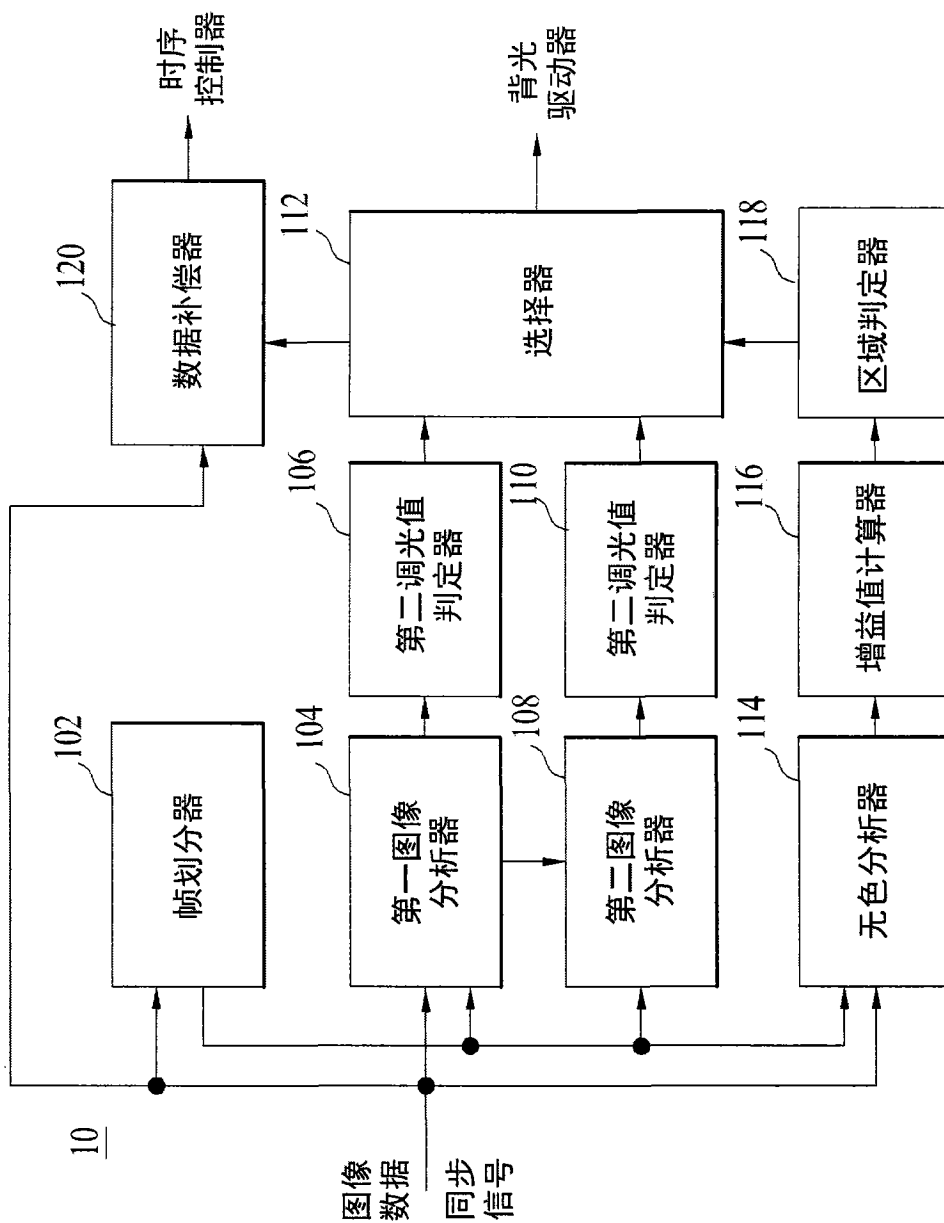 10
图像
数据
同步
信号
102
帧划分器
120
数据补偿器
时序
控制器
104
第一图像
分析器
106
第二调光值
判定器
112
选择器
背光
驱动器
108
第二图像
分析器
110
第二调光值
判定器
114
无色分析器
116
增益值计算器
118
区域判定器